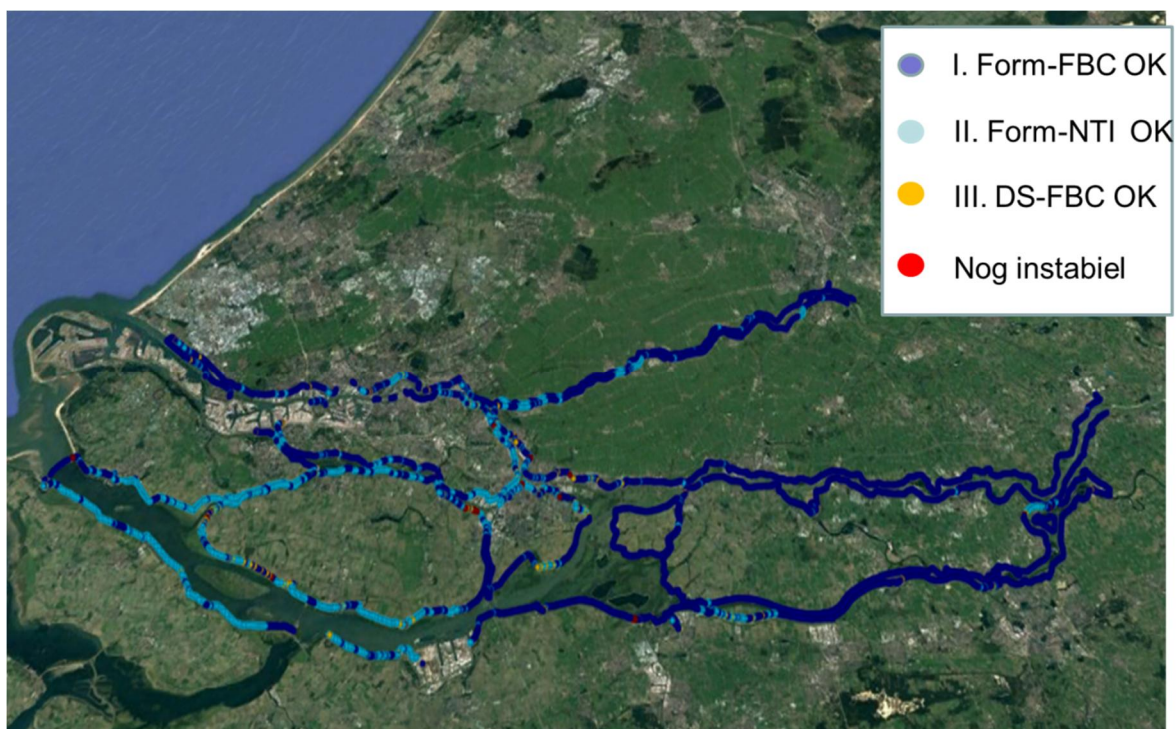 I. Form-FBC OK
II. Form-NTI OK
III. DS-FBC OK
Nog instabiel